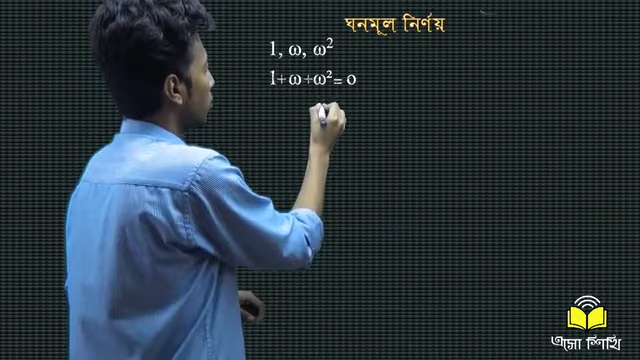 ঘনমূল নির্ণয়
1, ω, ω²
1+ω+ω²=0
এসো শিখি